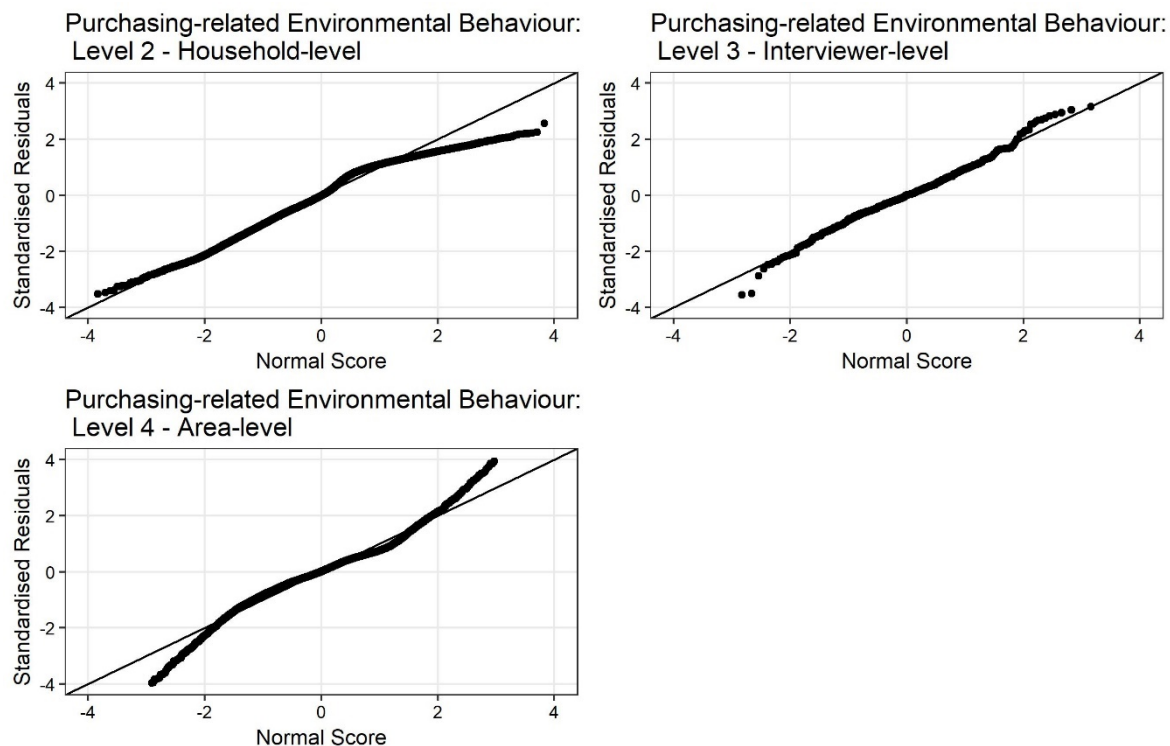 Purchasing-related Environmental Behaviour:
Level 2 - Household-level
Standardised Residuals
4
2
0
-2
-4
-4
-2
0
2
4
Normal Score
Purchasing-related Environmental Behaviour:
Level 3 - Interviewer-level
Standardised Residuals
4
2
0
-2
-4
-4
-2
0
2
4
Normal Score
Purchasing-related Environmental Behaviour:
Level 4 - Area-level
Standardised Residuals
4
2
0
-2
-4
-4
-2
0
2
4
Normal Score